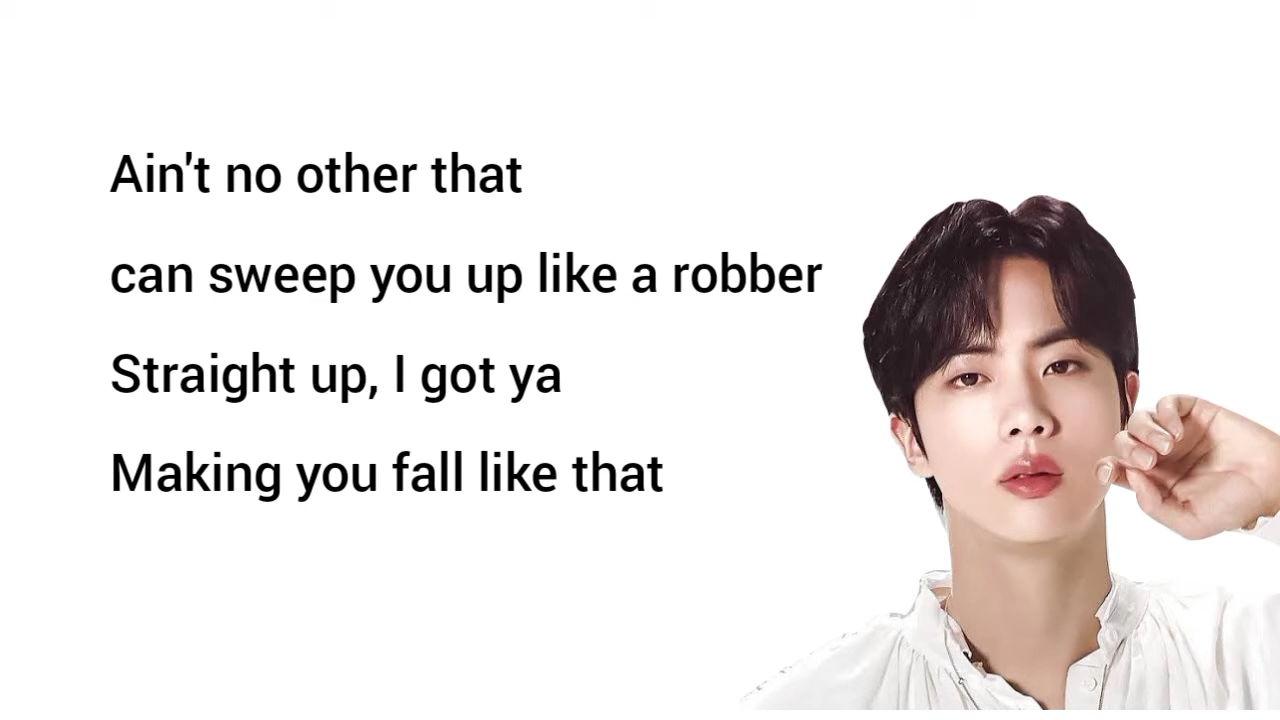 Ain't no other that
can sweep you up like a robber
Straight up, I got ya
Making you fall like that